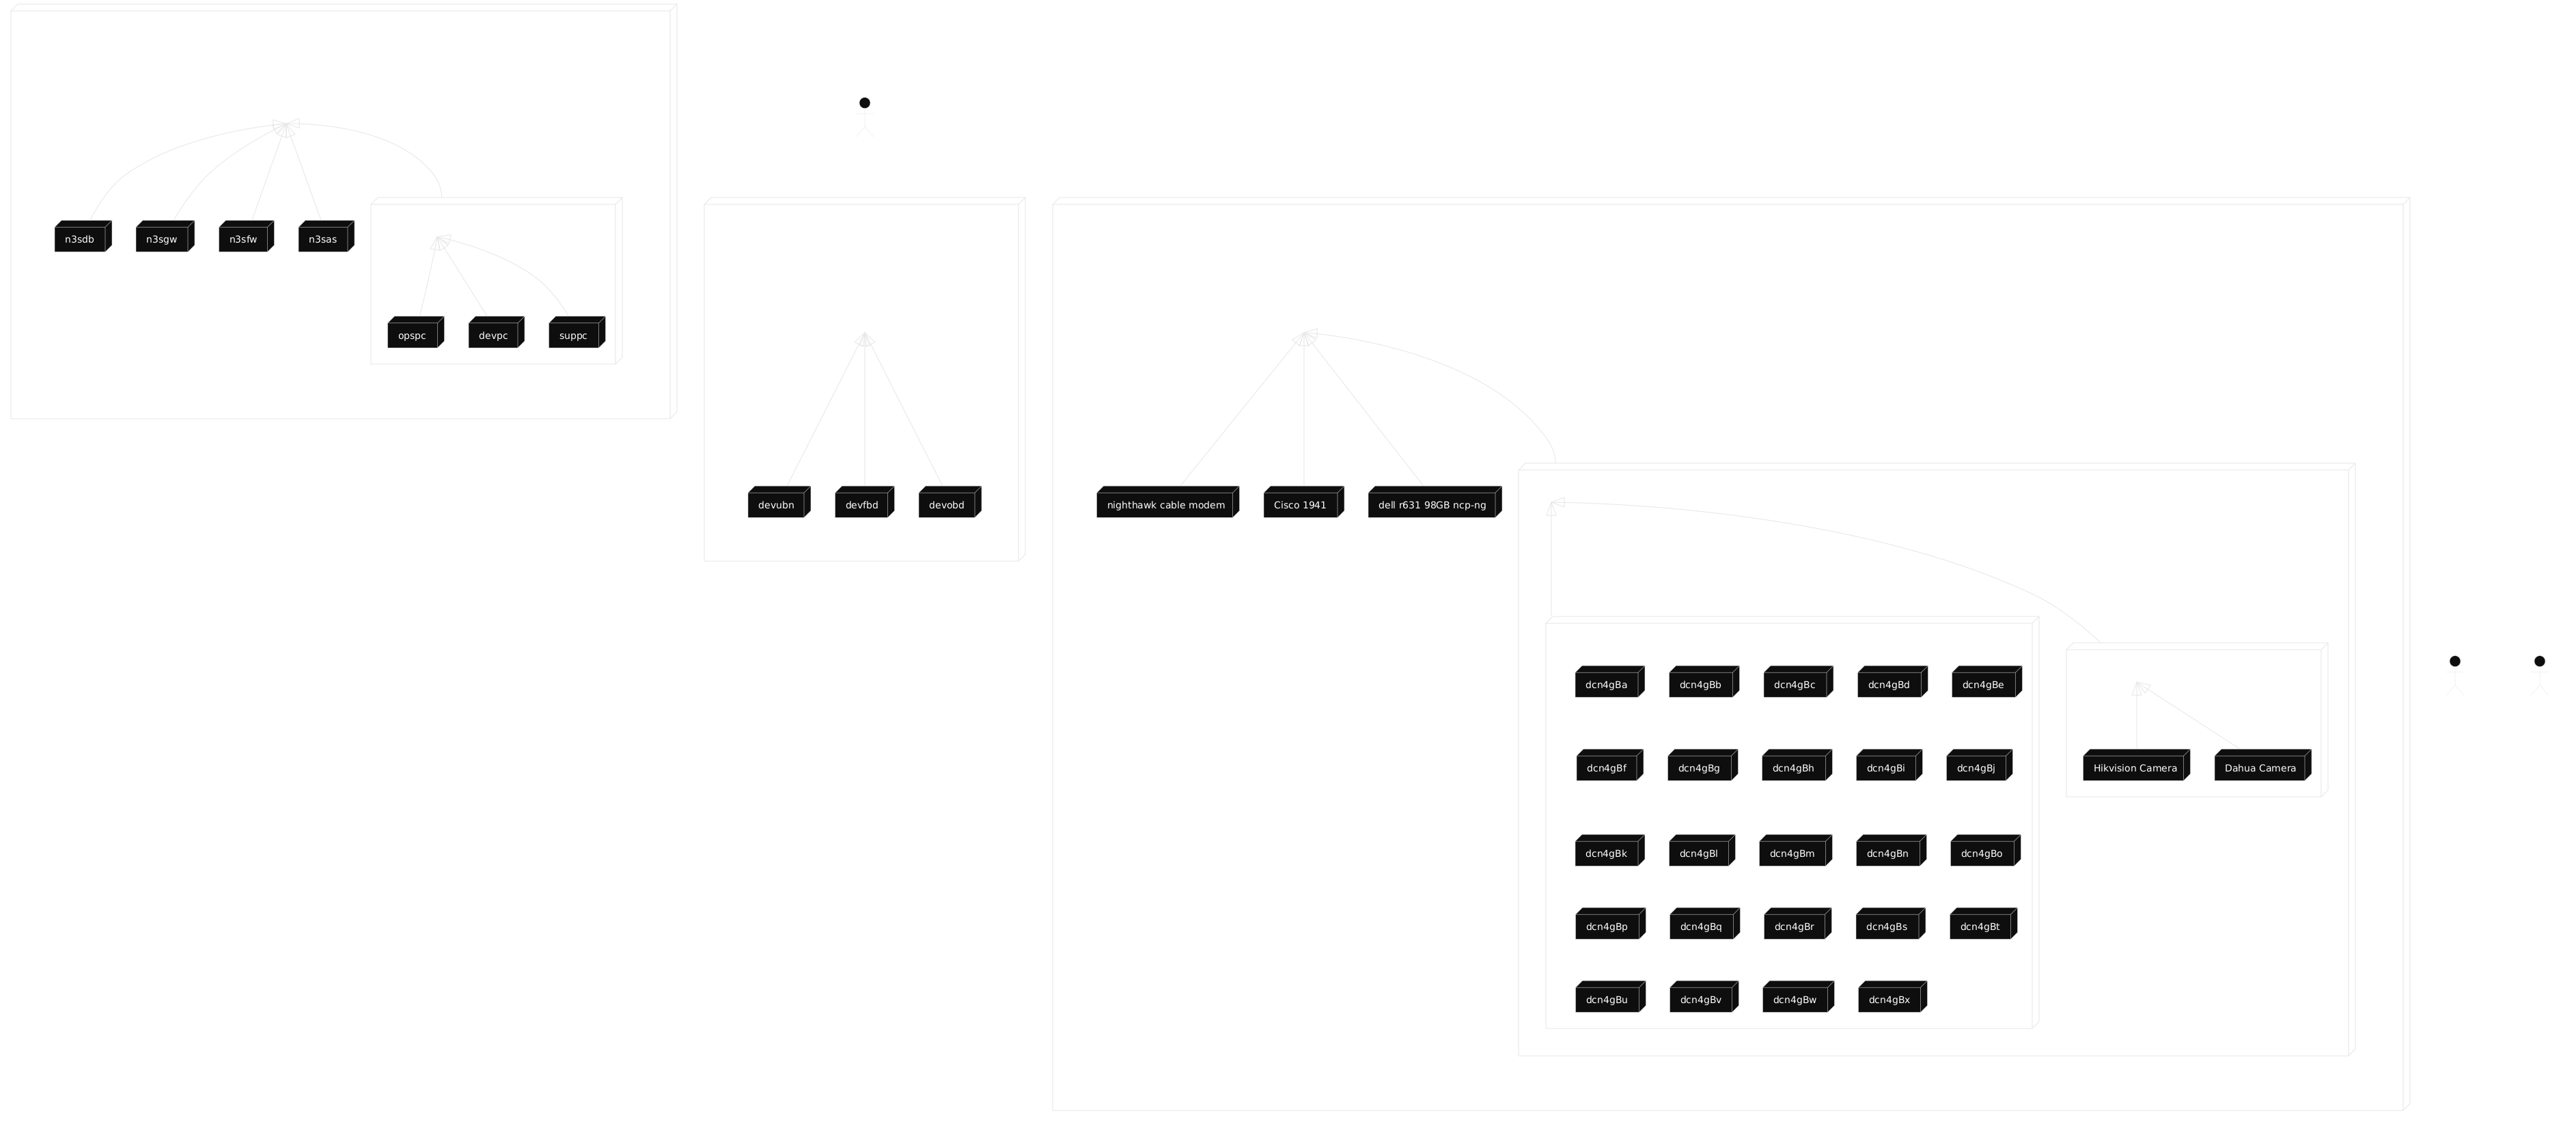 n3sdb
n3sgw
n3sfw
n3sas
opspc
devpc
suppc
devubn
devfbd
devobd
nighthawk cable modem
Cisco 1941
dell r631 98GB ncp-ng
dcn4gBa
dcn4gBb
dcn4gBc
dcn4gBd
dcn4gBe
dcn4gBf
dcn4gBg
dcn4gBh
dcn4gBi
dcn4gBj
dcn4gBk
dcn4gBl
dcn4gBm
dcn4gBn
dcn4gBo
dcn4gBp
dcn4gBq
dcn4gBr
dcn4gBs
dcn4gBt
dcn4gBu
dcn4gBv
dcn4gBw
dcn4gBx
Hikvision Camera
Dahua Camera